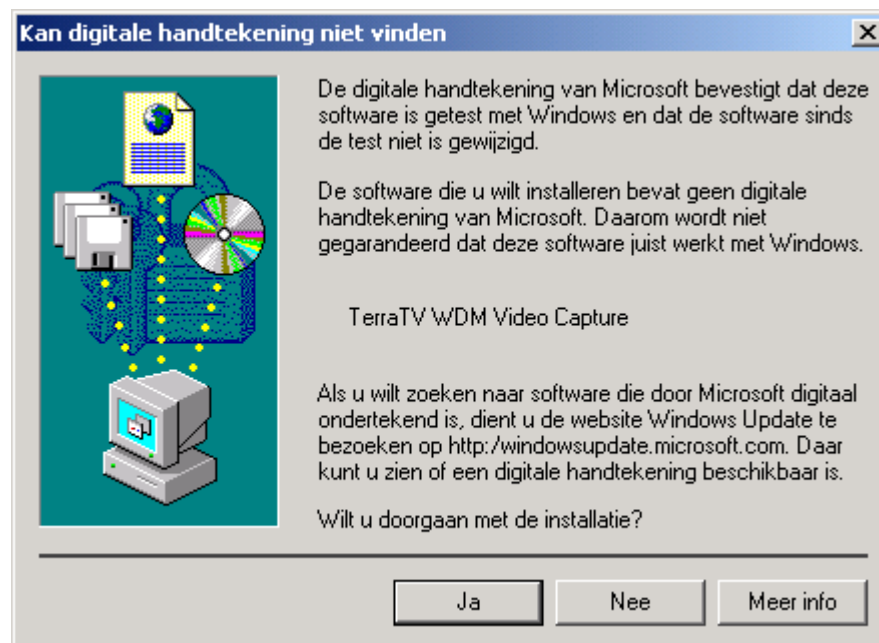 Kan digitale handtekening niet vinden
De digitale handtekening van Microsoft bevestigt dat deze
software is getest met Windows en dat de software sinds
de test niet is gewijzigd.
De software die u wilt installeren bevat geen digitale
handtekening van Microsoft. Daarom wordt niet
gegarandeerd dat deze software juist werkt met Windows.
TerraTV WDM Video Capture
Als u wilt zoeken naar software die door Microsoft digitaal
ondertekend is, dient u de website Windows Update te
bezoeken op http:/windowsupdate.microsoft.com. Daar
kunt u zien of een digitale handtekening beschikbaar is.
Wilt u doorgaan met de installatie?
Ja Nee Meer info